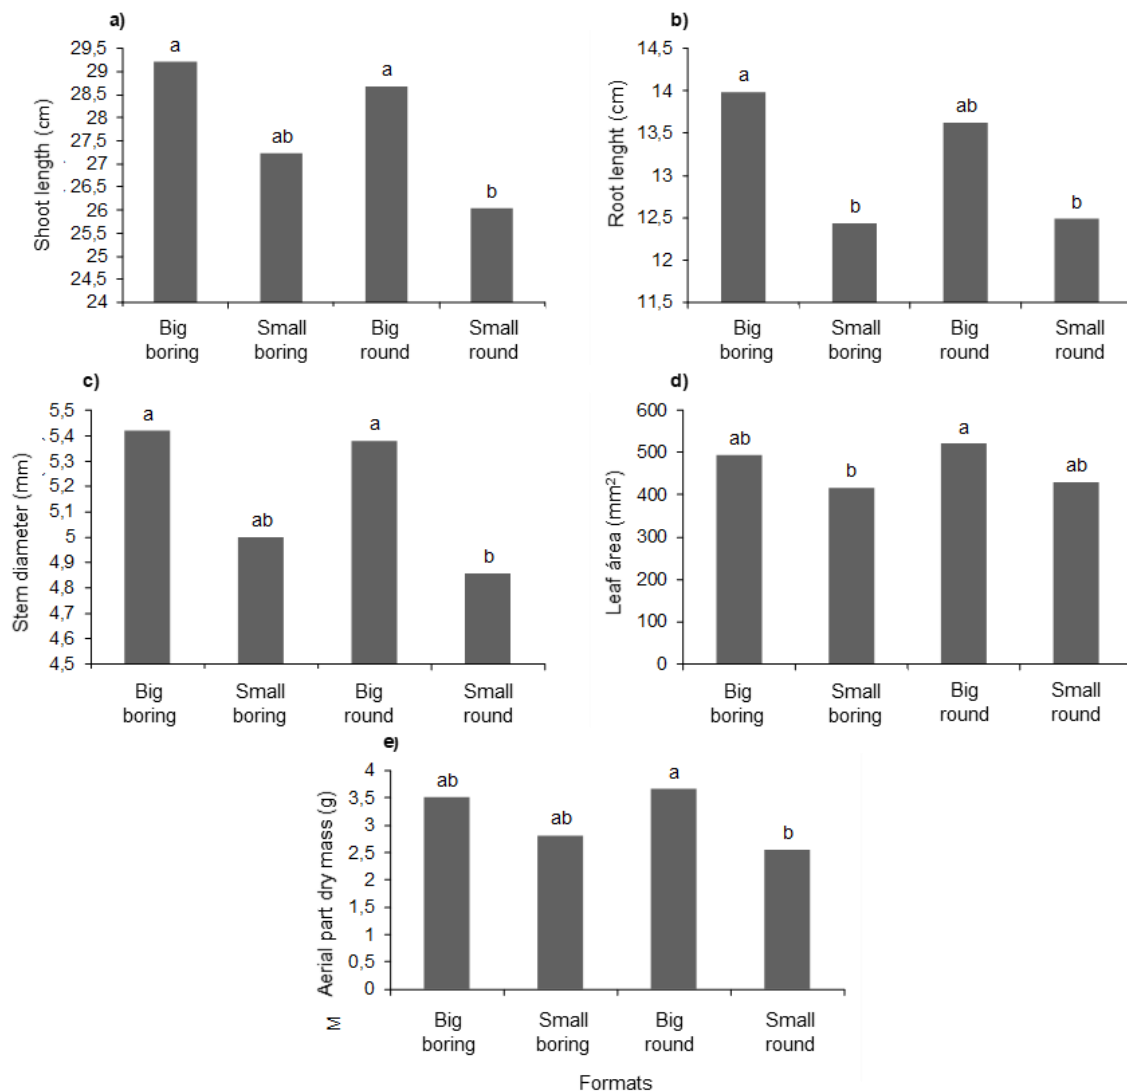 a)
Shoot length (cm)
29,5
29
28,5
28
27,5
27
26,5
26
25,5
25
24,5
24
a
ab
a
b
Big boring
Small boring
Big round
Small round
b)
Root lenght (cm)
14,5
14
13,5
13
12,5
12
11,5
a
b
ab
b
Big boring
Small boring
Big round
Small round
c)
Stem diameter (mm)
5,5
5,4
5,3
5,2
5,1
5
4,9
4,8
4,7
4,6
4,5
a
ab
a
b
Big boring
Small boring
Big round
Small round
d)
Leaf área (mm²)
600
500
400
300
200
100
0
ab
b
a
ab
Big boring
Small boring
Big round
Small round
e)
Aerial part dry mass (g)
M
4
3,5
3
2,5
2
1,5
1
0,5
0
ab
ab
a
b
Big boring
Small boring
Big round
Small round
Formats